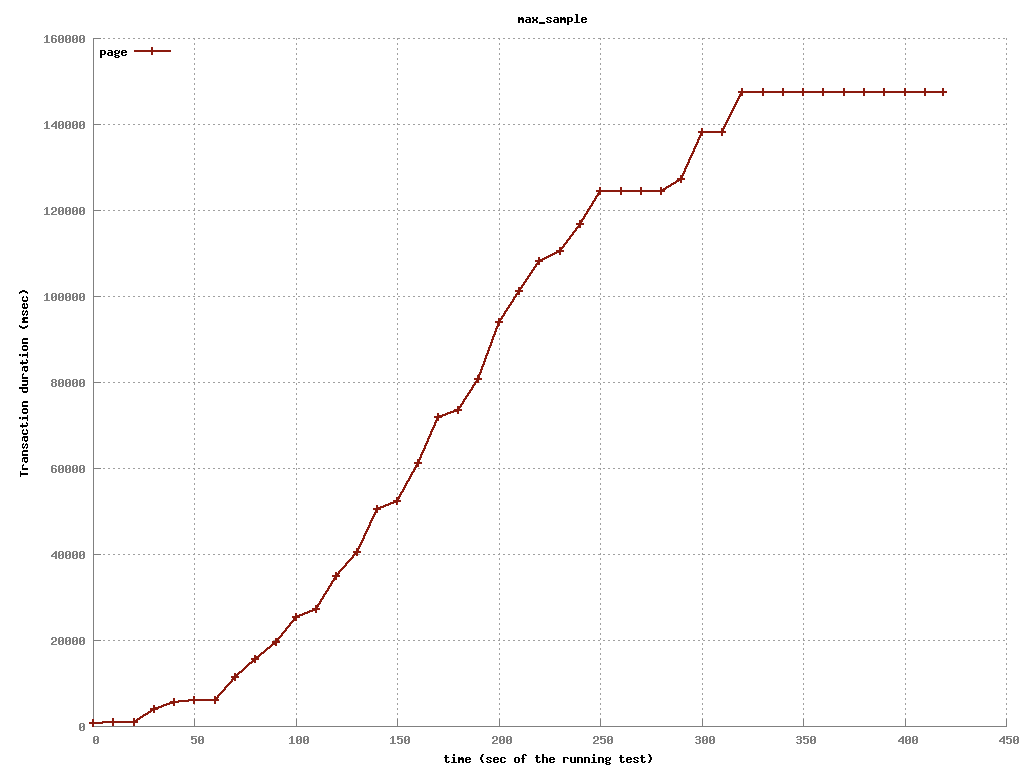 max_sample
page
160000
140000
120000
100000
80000
60000
40000
20000
0
Transaction duration (msec)
0 50 100 150 200 250 300 350 400 450
time (sec of the running test)